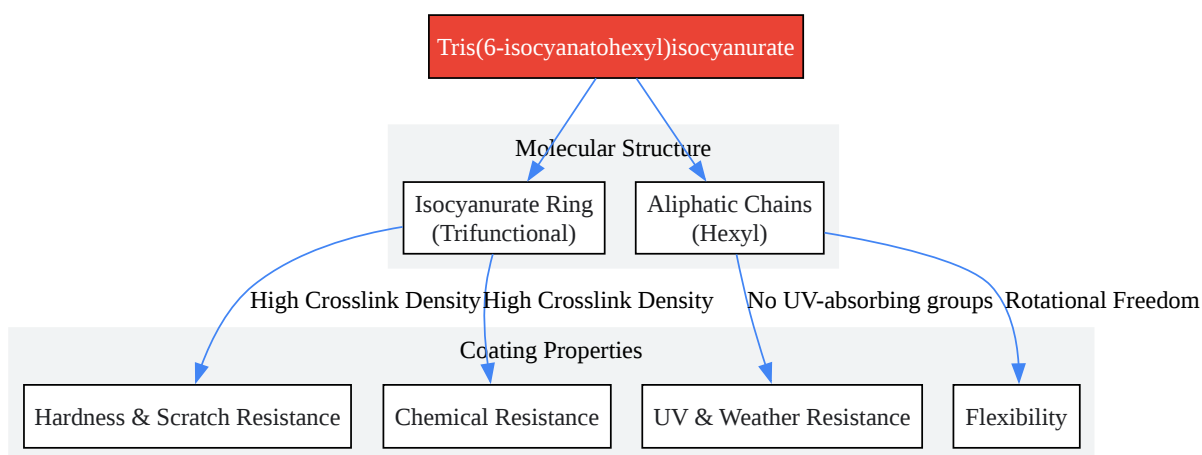 Tris(6-isocyanatohexyl)isocyanurate
Molecular Structure
Isocyanurate Ring
(Trifunctional)
Aliphatic Chains
(Hexyl)
High Crosslink Density
High Crosslink Density
No UV-absorbing groups
Rotational Freedom
Coating Properties
Hardness & Scratch Resistance
Chemical Resistance
UV & Weather Resistance
Flexibility